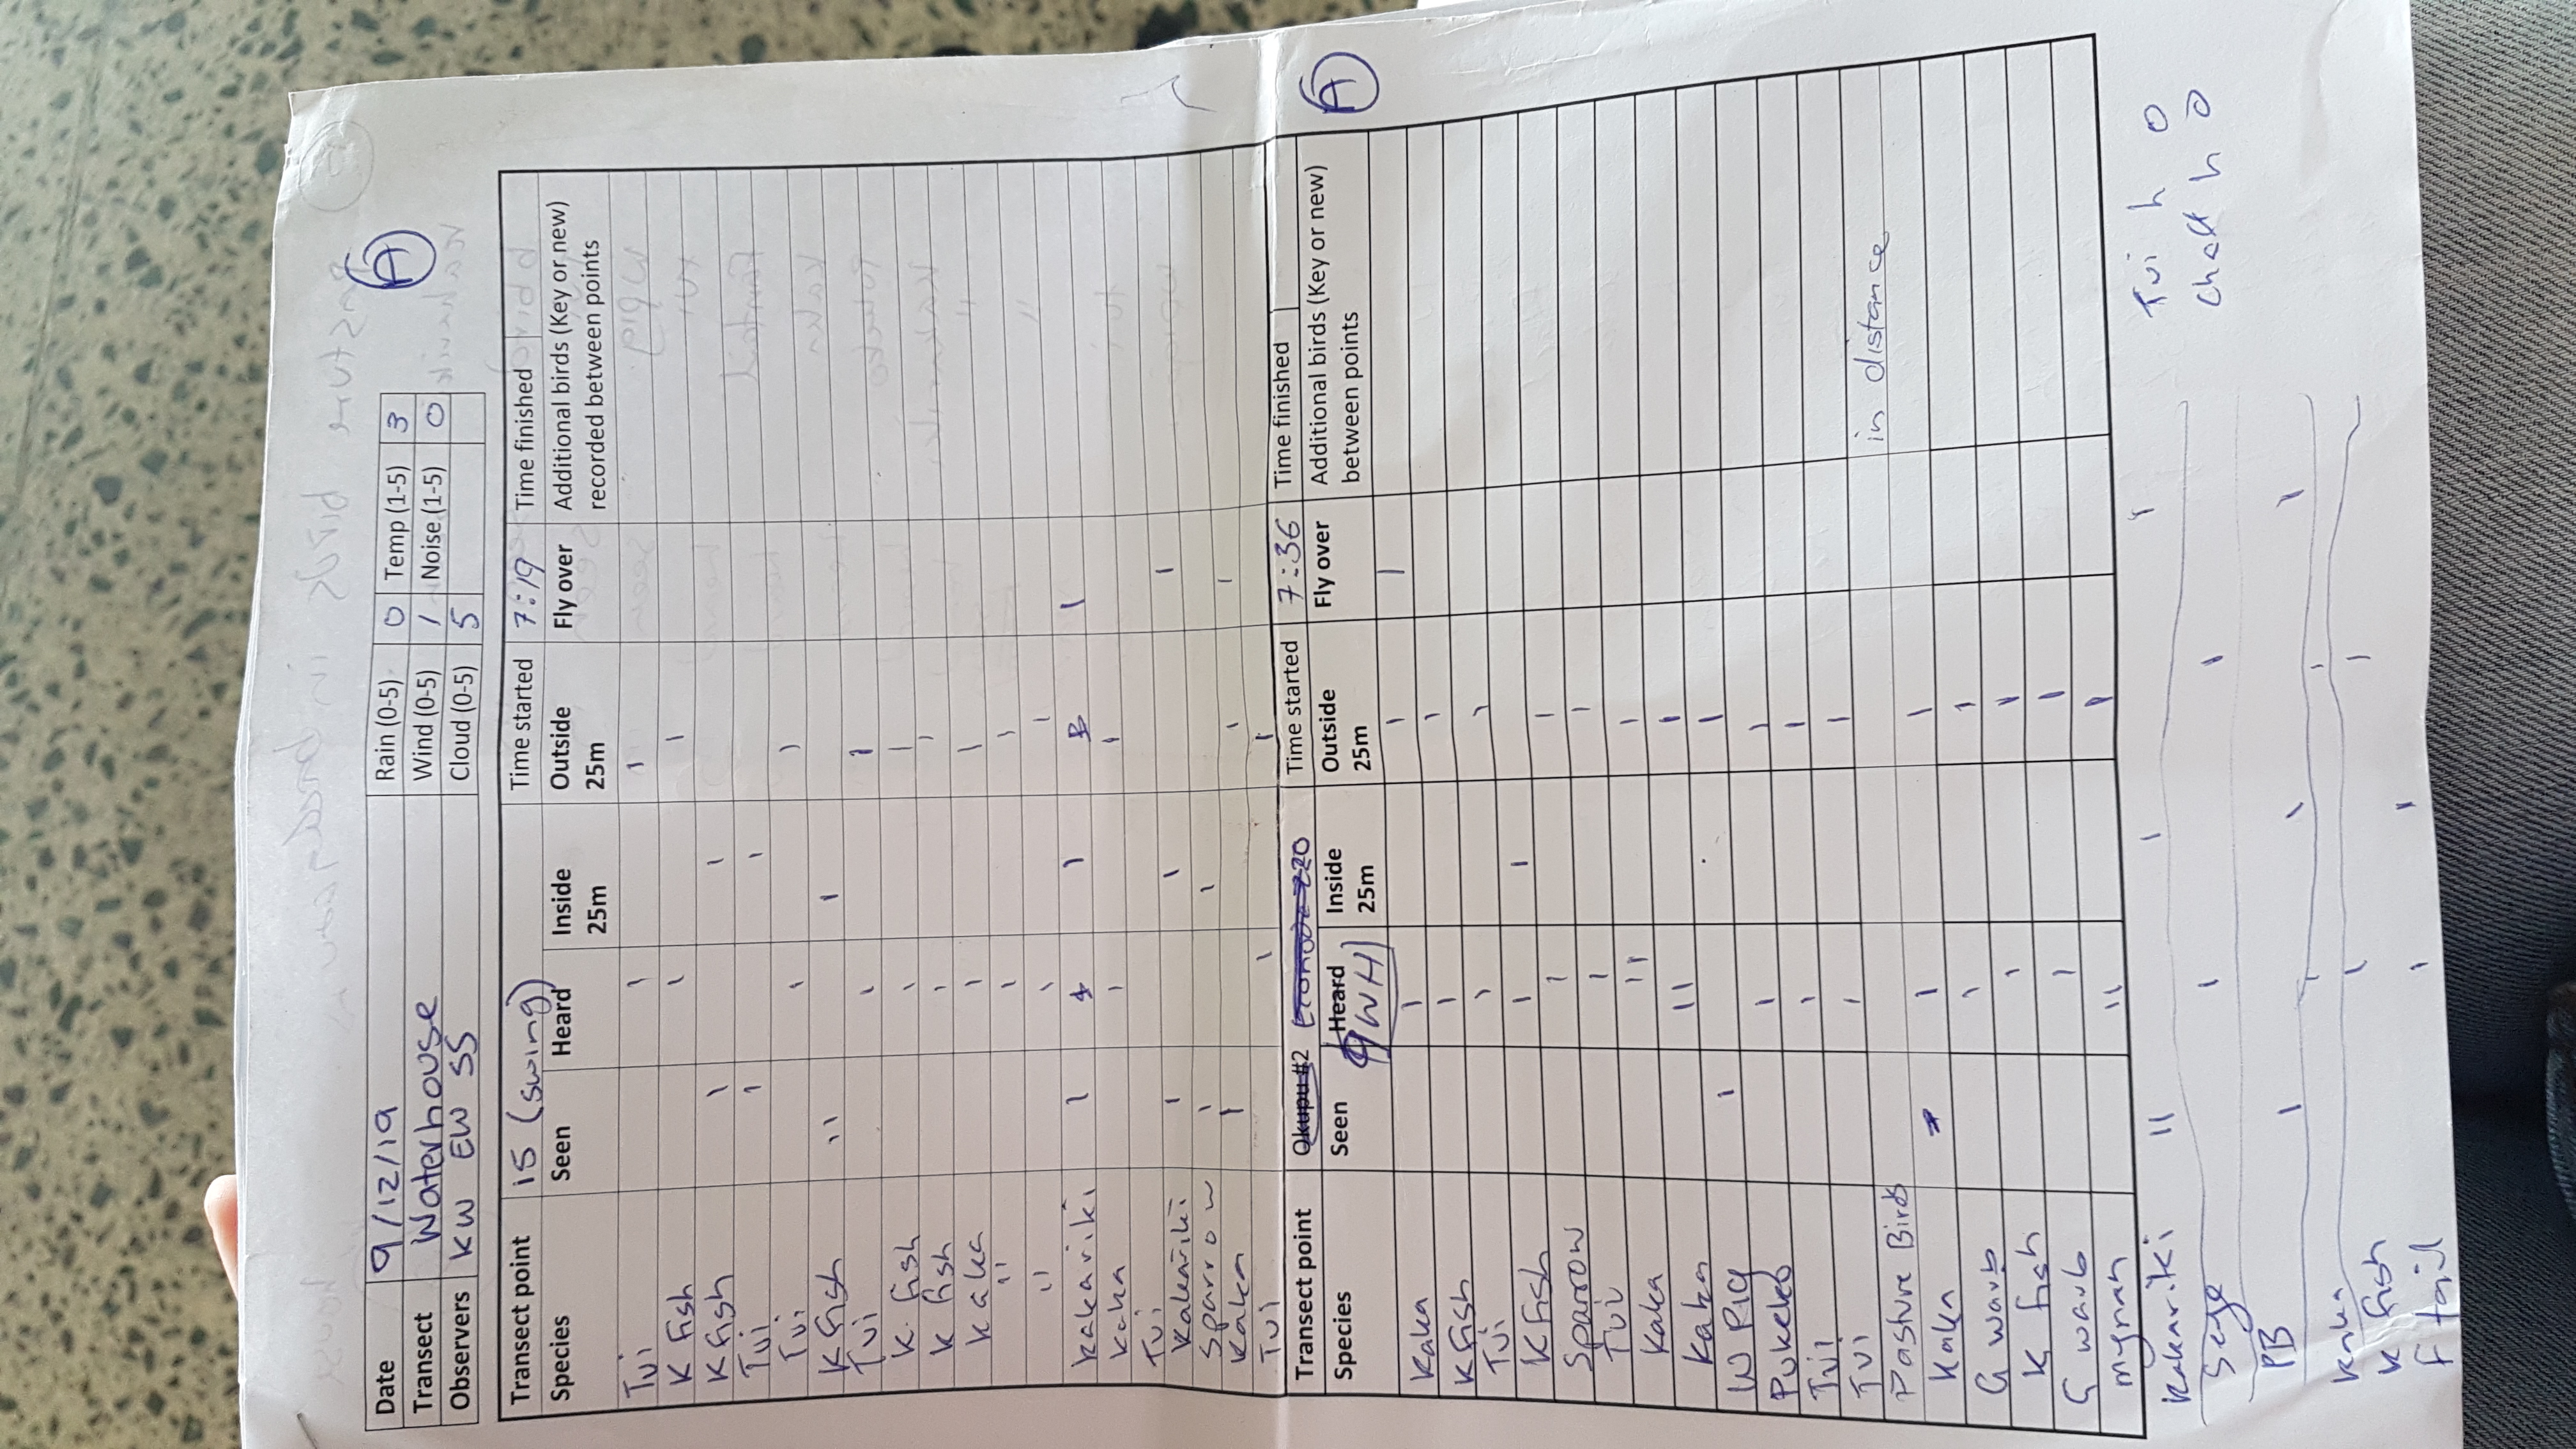 A
Date 9/12/19 Rain (0-5) 0 Temp (1-5) 3
Transect Waterhouse Wind (0-5) 1 Noise (1-5) 0
Observers KW EW SS Cloud (0-5) 5
Transect point 15 (swing) Time started 7:19 Time finished
Species Seen Heard Inside 25m Outside 25m Fly over Additional birds (Key or new) recorded between points
Tui 1 1
K Fish 1 1
K fish 1 1
Tui 1 1
Tui 1 1
K fish 11 1
Tui 1 1
K. fish 1 1
K fish 1 1
Kaka 1 1
" 1 1
" 1 1
Kakariki 1 1 1
Kaka 1 1
Tui
Kakariki 1 1 1
Sparrow 1 1
Kaka 1 1 1
Tui 1 1
Transect point Okupu #2 Time started 7:36 Time finished
Species Seen Heard Inside 25m Outside 25m Fly over Additional birds (Key or new) between points
WH
A
Kaka 1 1 1
K fish 1 1
Tui 1 1
K Fish 1 1
Sparrow 1 1
Tui 1 1
Kaka 11 1
Kaka 11 1
W Pig 1 1
Pukeko 1 1
Tui 1 1
Tui 1 1
Pasture Birds in distance
Kaka 1 1
G warb 1 1
K fish 1 1
G warb 1 1
mynah 11 1
Kakariki 11 1 1
Tui h 0
Chaff h 0
1 1
PB 1 1 1
Kaka 1 1
K fish 1 1
F tail 1 1